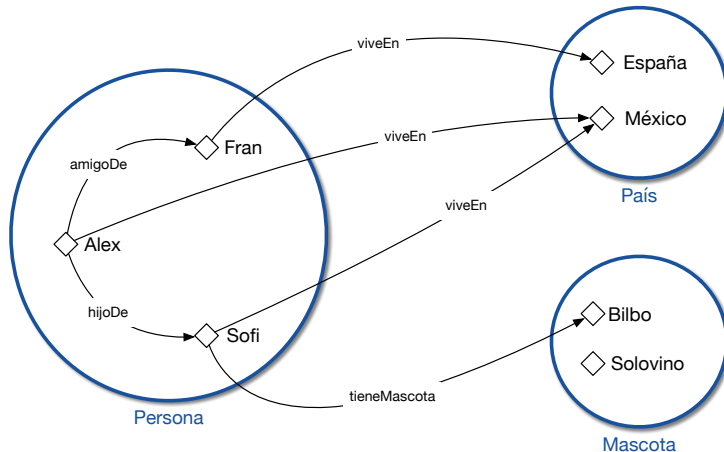 viveEn
España
México
País
Fran
viveEn
amigoDe
viveEn
Alex
hijoDe
Sofi
Persona
Bilbo
Solovino
tieneMascota
Mascota